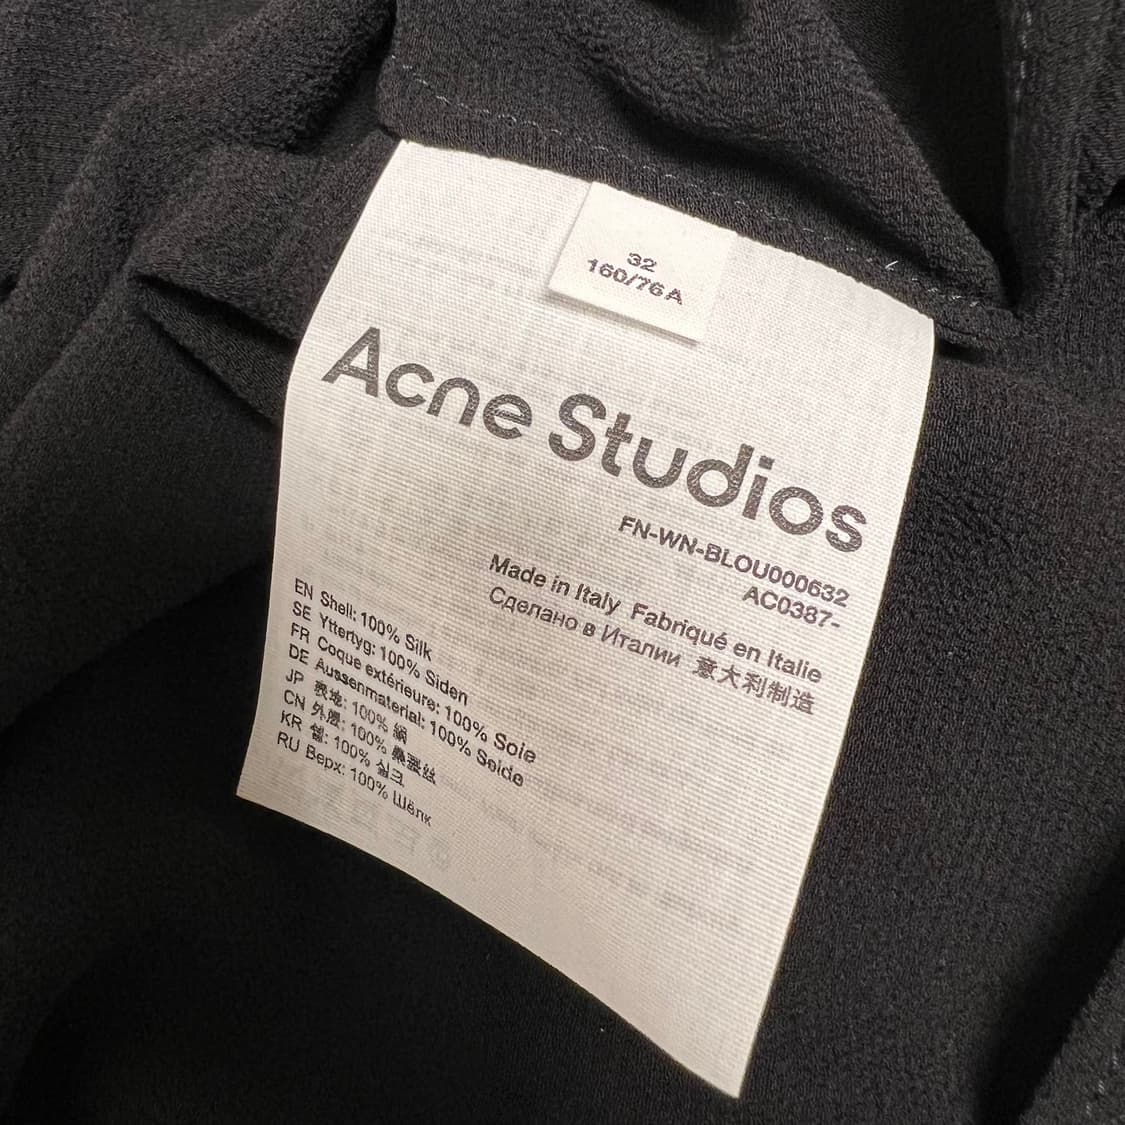 32
160/76A
Acne Studios
FN-WN-BLOU000632
AC0387-
Made in Italy Fabriqué en Italie
Сделано в Италии 意大利制造
EN Shell: 100% Silk
SE Yttertyg: 100% Siden
FR Coque extérieure: 100% Soie
DE Aussenmaterial: 100% Seide
JP 表地: 100% 絹
CN 外层: 100% 桑蚕丝
KR 쉘: 100% 실크
RU Верх: 100% Шёлк